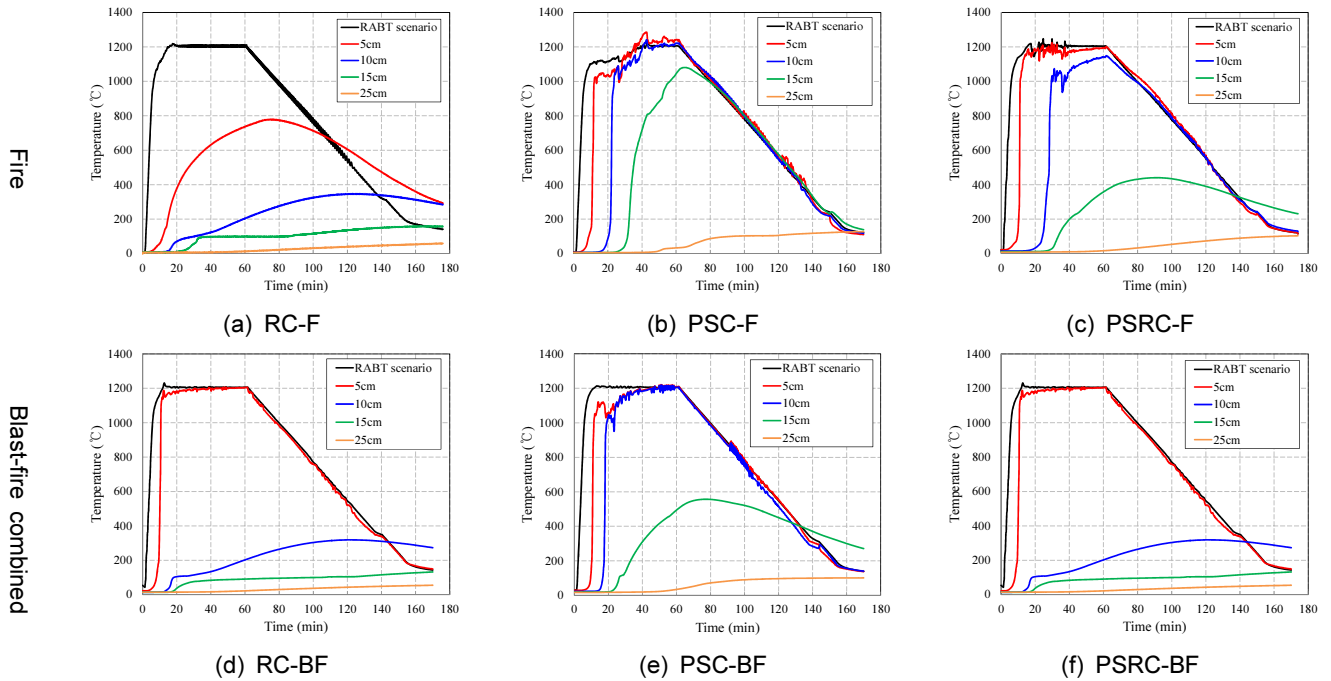 Fire
1400
1200
1000
800
600
400
200
0
Temperature (℃)
0 20 40 60 80 100 120 140 160 180
Time (min)
RABT scenario
5cm
10cm
15cm
25cm
(a) RC-F
1400
1200
1000
800
600
400
200
0
Temperature (℃)
0 20 40 60 80 100 120 140 160 180
Time (min)
RABT scenario
5cm
10cm
15cm
25cm
(b) PSC-F
1400
1200
1000
800
600
400
200
0
Temperature (℃)
0 20 40 60 80 100 120 140 160 180
Time (min)
RABT scenario
5cm
10cm
15cm
25cm
(c) PSRC-F
Blast-fire combined
1400
1200
1000
800
600
400
200
0
Temperature (℃)
0 20 40 60 80 100 120 140 160 180
Time (min)
RABT scenario
5cm
10cm
15cm
25cm
(d) RC-BF
1400
1200
1000
800
600
400
200
0
Temperature (℃)
0 20 40 60 80 100 120 140 160 180
Time (min)
RABT scenario
5cm
10cm
15cm
25cm
(e) PSC-BF
1400
1200
1000
800
600
400
200
0
Temperature (℃)
0 20 40 60 80 100 120 140 160 180
Time (min)
RABT scenario
5cm
10cm
15cm
25cm
(f) PSRC-BF